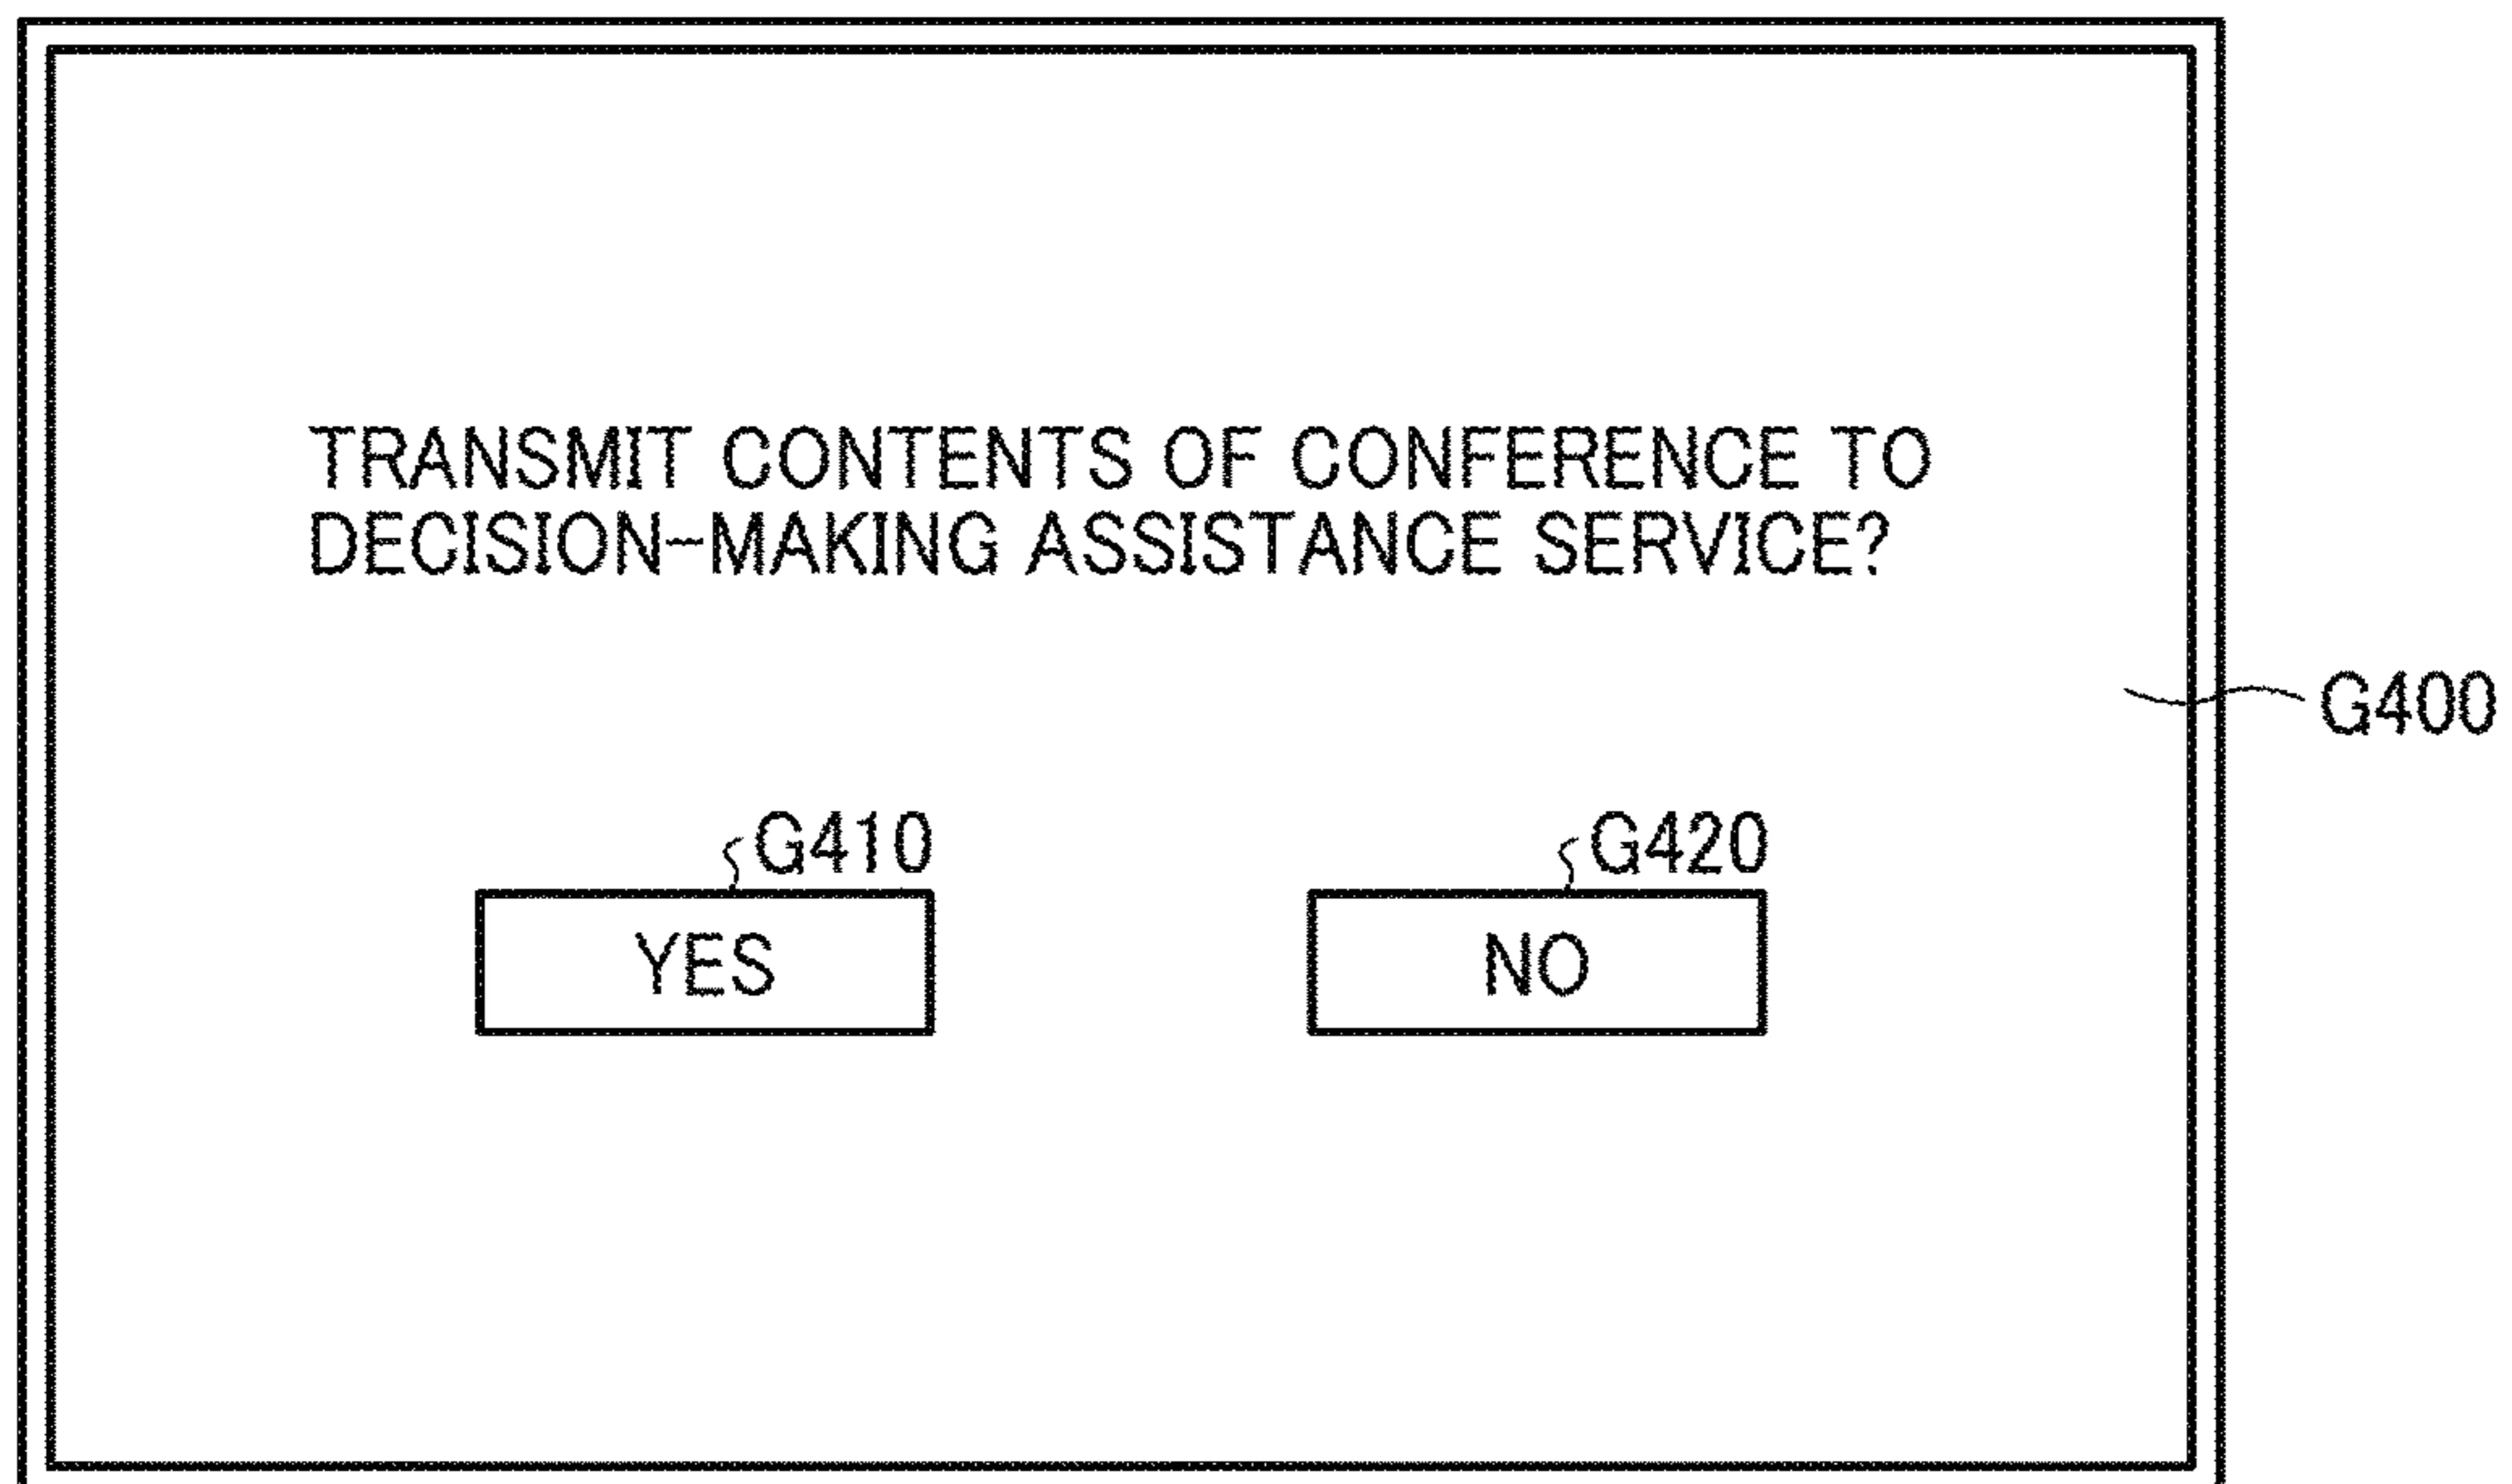 TRANSMIT CONTENTS OF CONFERENCE TO
DECISION-MAKING ASSISTANCE SERVICE?
G400
G410
G420
YES
NO